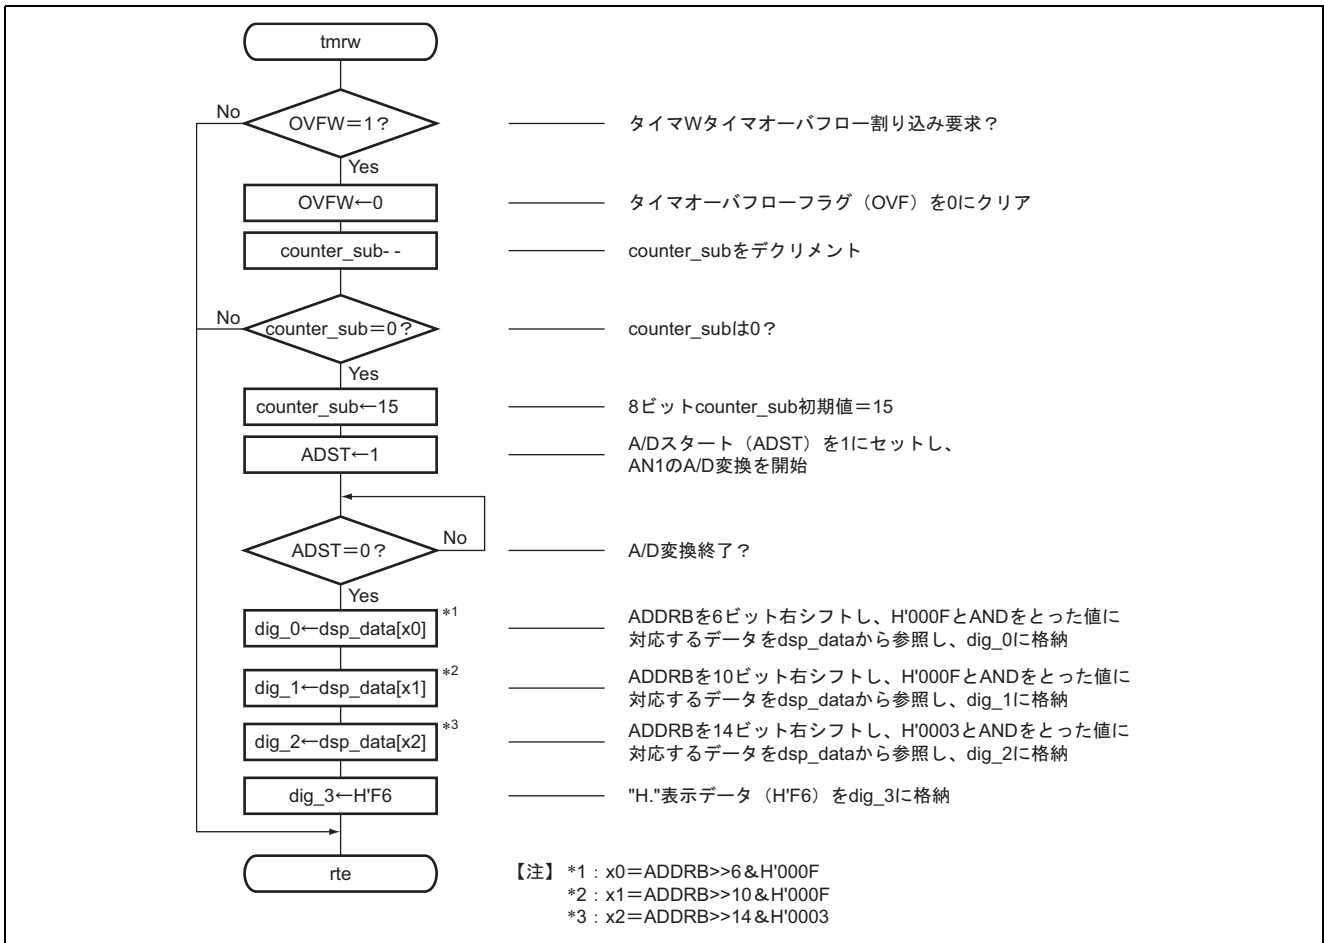 tmrw
No
OVFW=1?
タイマWタイマオーバフロー割り込み要求?
Yes
OVFW←0
タイマオーバフローフラグ（OVF）を0にクリア
counter_sub- -
counter_subをデクリメント
No
counter_sub=0?
counter_subは0?
Yes
counter_sub←15
8ビットcounter_sub初期値=15
ADST←1
A/Dスタート（ADST）を1にセットし、
AN1のA/D変換を開始
ADST=0?
No
A/D変換終了?
Yes
dig_0←dsp_data[x0] *1
ADDRBを6ビット右シフトし、H'000FとANDをとった値に
対応するデータをdsp_dataから参照し、dig_0に格納
dig_1←dsp_data[x1] *2
ADDRBを10ビット右シフトし、H'000FとANDをとった値に
対応するデータをdsp_dataから参照し、dig_1に格納
dig_2←dsp_data[x2] *3
ADDRBを14ビット右シフトし、H'0003とANDをとった値に
対応するデータをdsp_dataから参照し、dig_2に格納
dig_3←H'F6
"H."表示データ（H'F6）をdig_3に格納
rte
【注】 *1：x0=ADDRB>>6&H'000F
*2：x1=ADDRB>>10&H'000F
*3：x2=ADDRB>>14&H'0003